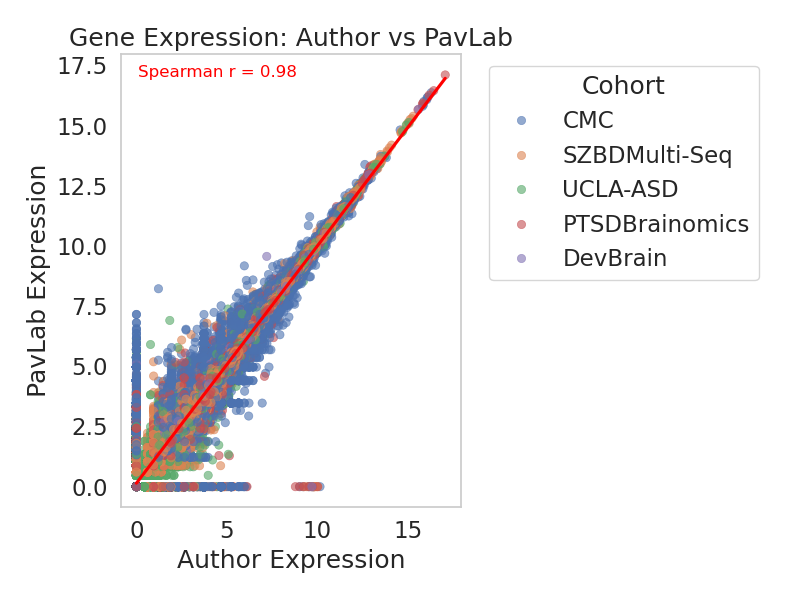 Gene Expression: Author vs PavLab
Spearman r = 0.98
17.5
15.0
12.5
10.0
7.5
5.0
2.5
0.0
PavLab Expression
0 5 10 15
Author Expression
Cohort
CMC
SZBDMulti-Seq
UCLA-ASD
PTSDBrainomics
DevBrain